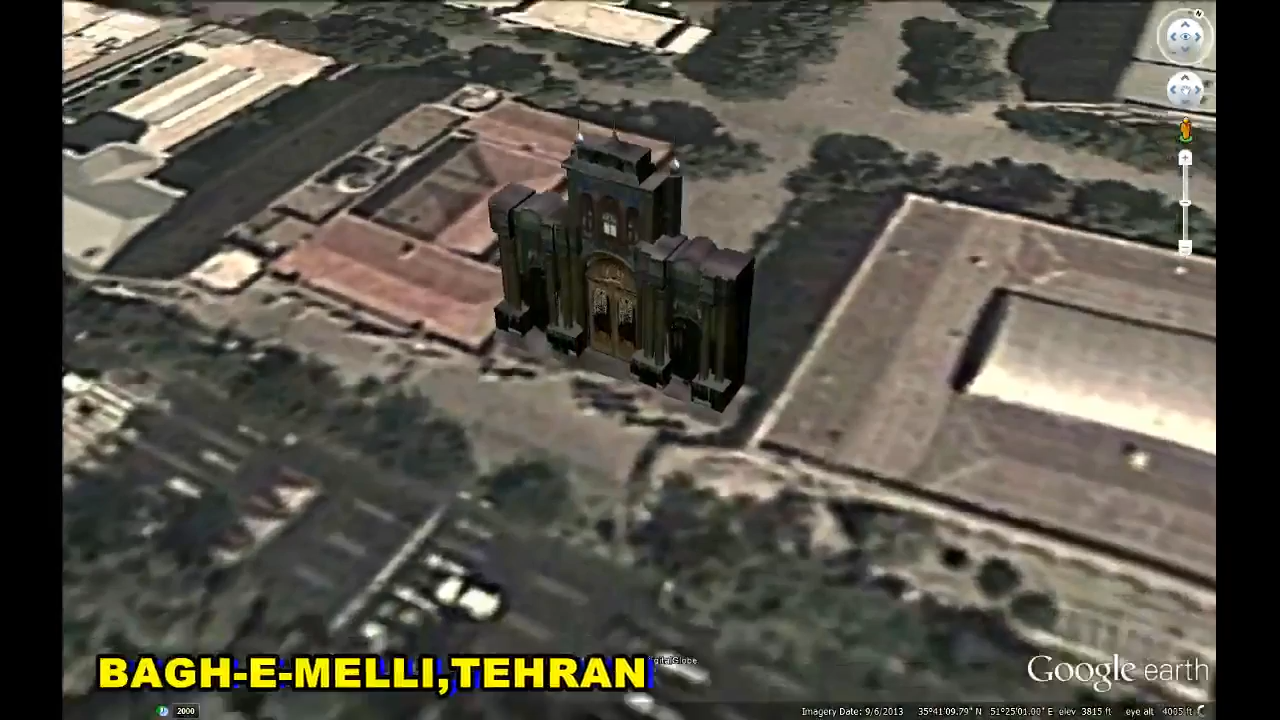 N
BAGH-E-MELLI,TEHRAN
Google earth
2000
Imagery Date: 9/6/2013 35°41'09.79" N 51°25'01.00" E elev 3815 ft eye alt 4005 ft